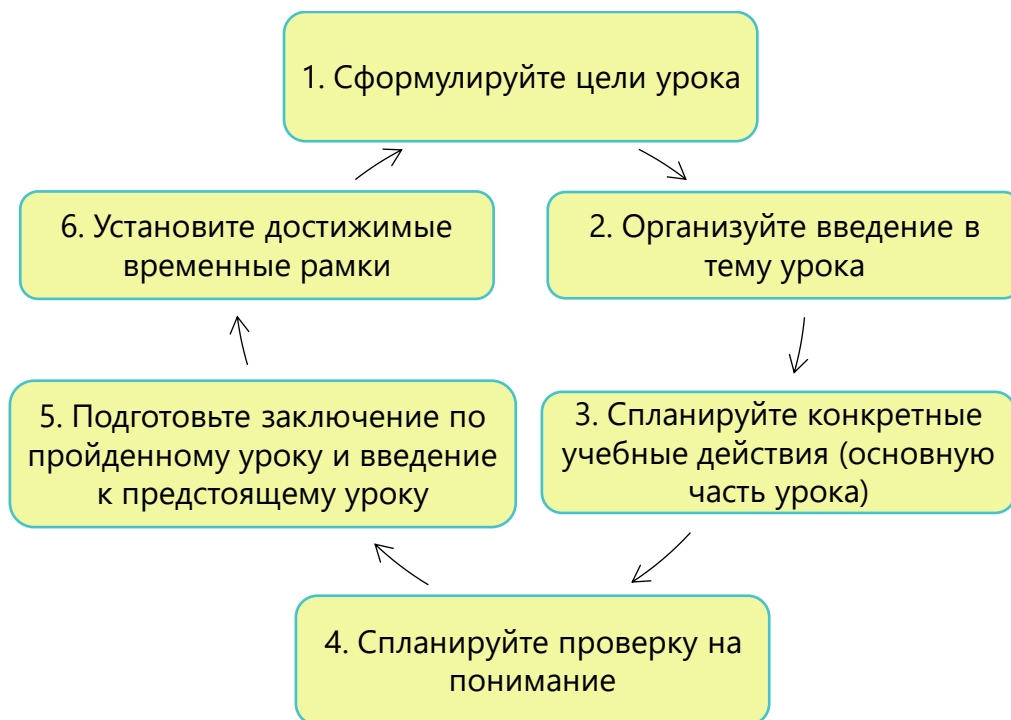 1. Сформулируйте цели урока
2. Организуйте введение в
тему урока
3. Спланируйте конкретные
учебные действия (основную
часть урока)
4. Спланируйте проверку на
понимание
5. Подготовьте заключение по
пройденному уроку и введение
к предстоящему уроку
6. Установите достижимые
временные рамки